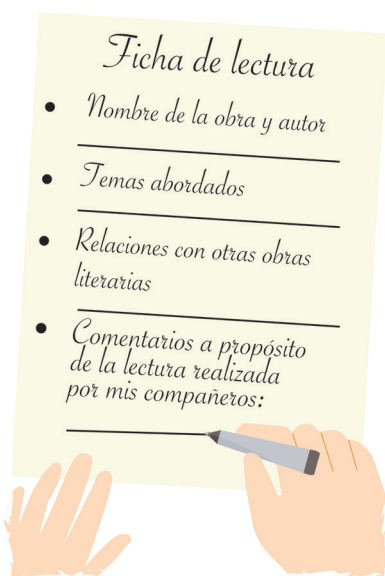 Ficha de lectura
Nombre de la obra y autor
Temas abordados
Relaciones con otras obras
literarias
Comentarios a propósito
de la lectura realizada
por mis compañeros: